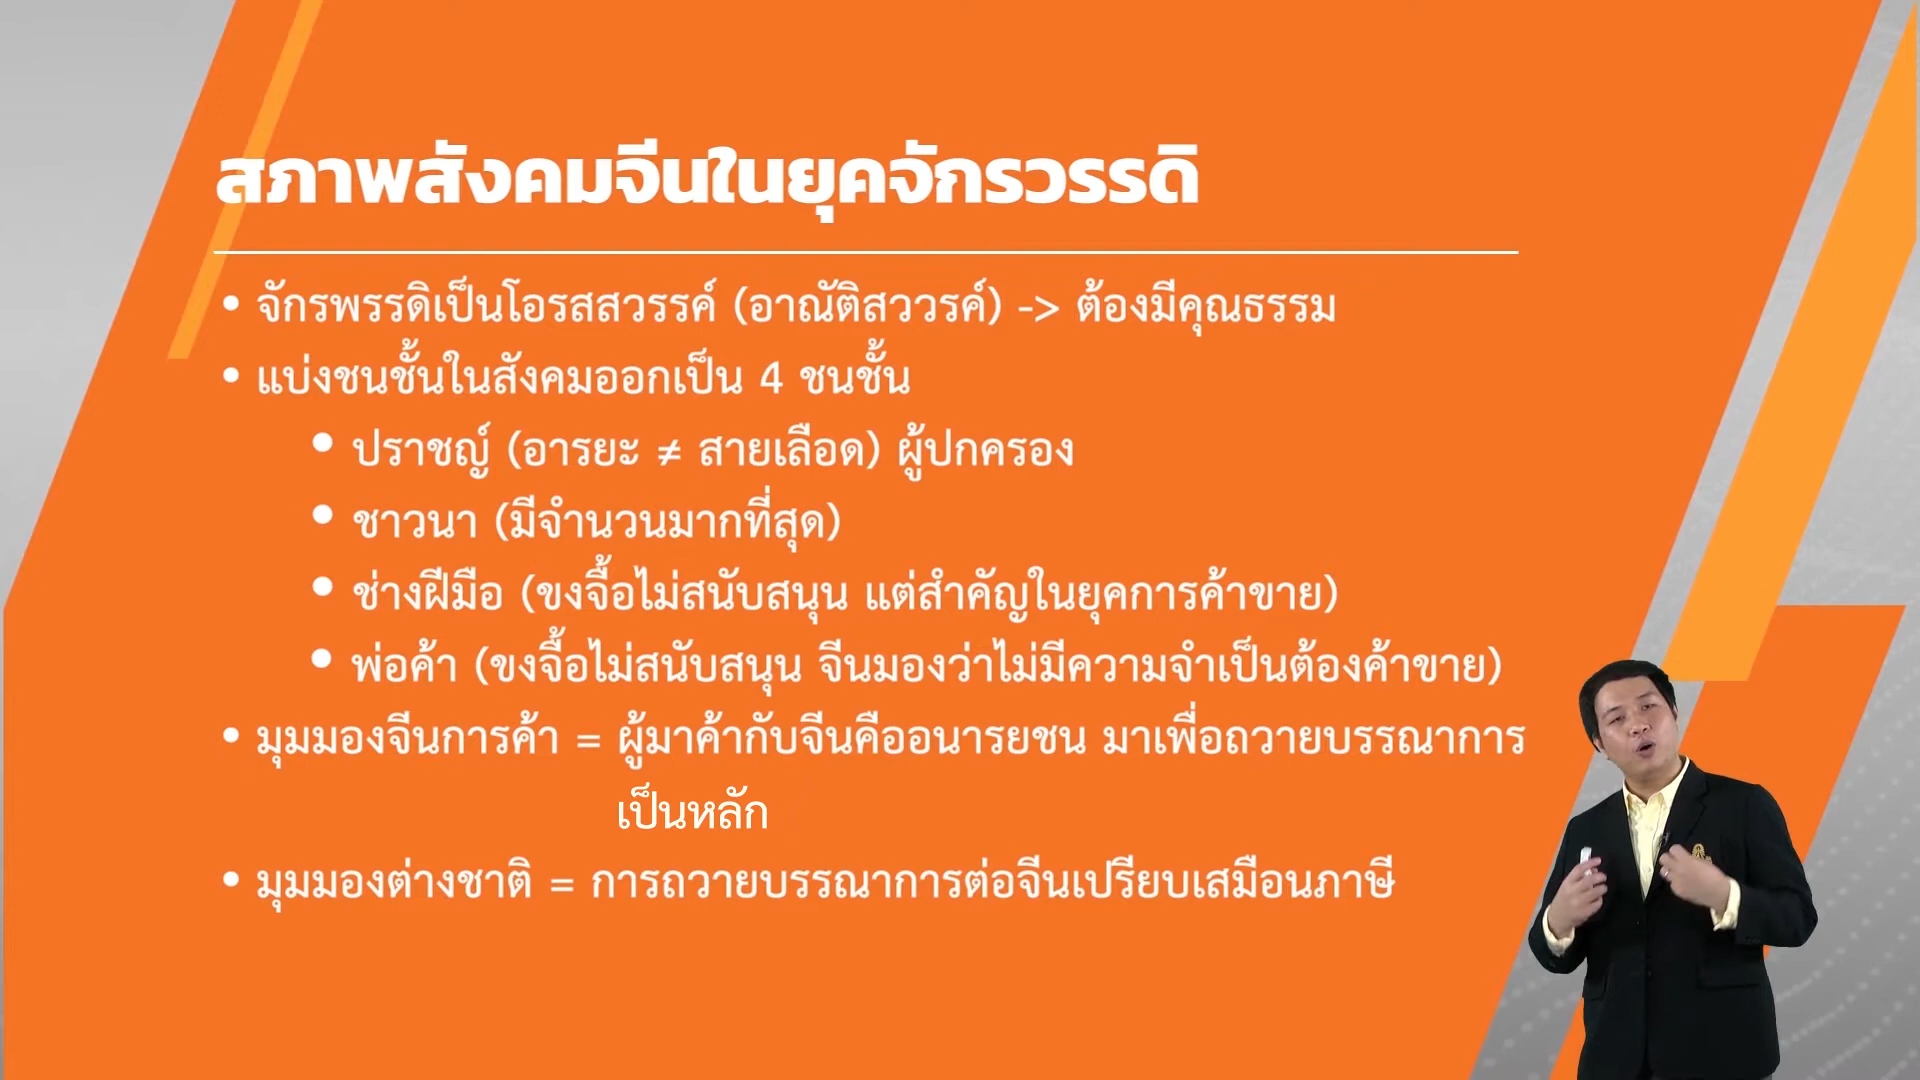 สภาพสังคมจีนในยุคจักรวรรดิ
• จักรพรรดิเป็นโอรสสวรรค์ (อาณัติสววรค์) -> ต้องมีคุณธรรม
• แบ่งชนชั้นในสังคมออกเป็น 4 ชนชั้น
• ปราชญ์ (อารยะ ≠ สายเลือด) ผู้ปกครอง
• ชาวนา (มีจำนวนมากที่สุด)
• ช่างฝีมือ (ขงจื้อไม่สนับสนุน แต่สำคัญในยุคการค้าขาย)
• พ่อค้า (ขงจื้อไม่สนับสนุน จีนมองว่าไม่มีความจำเป็นต้องค้าขาย)
• มุมมองจีนการค้า = ผู้มาค้ากับจีนคืออนารยชน มาเพื่อถวายบรรณาการ
เป็นหลัก
• มุมมองต่างชาติ = การถวายบรรณาการต่อจีนเปรียบเสมือนภาษี